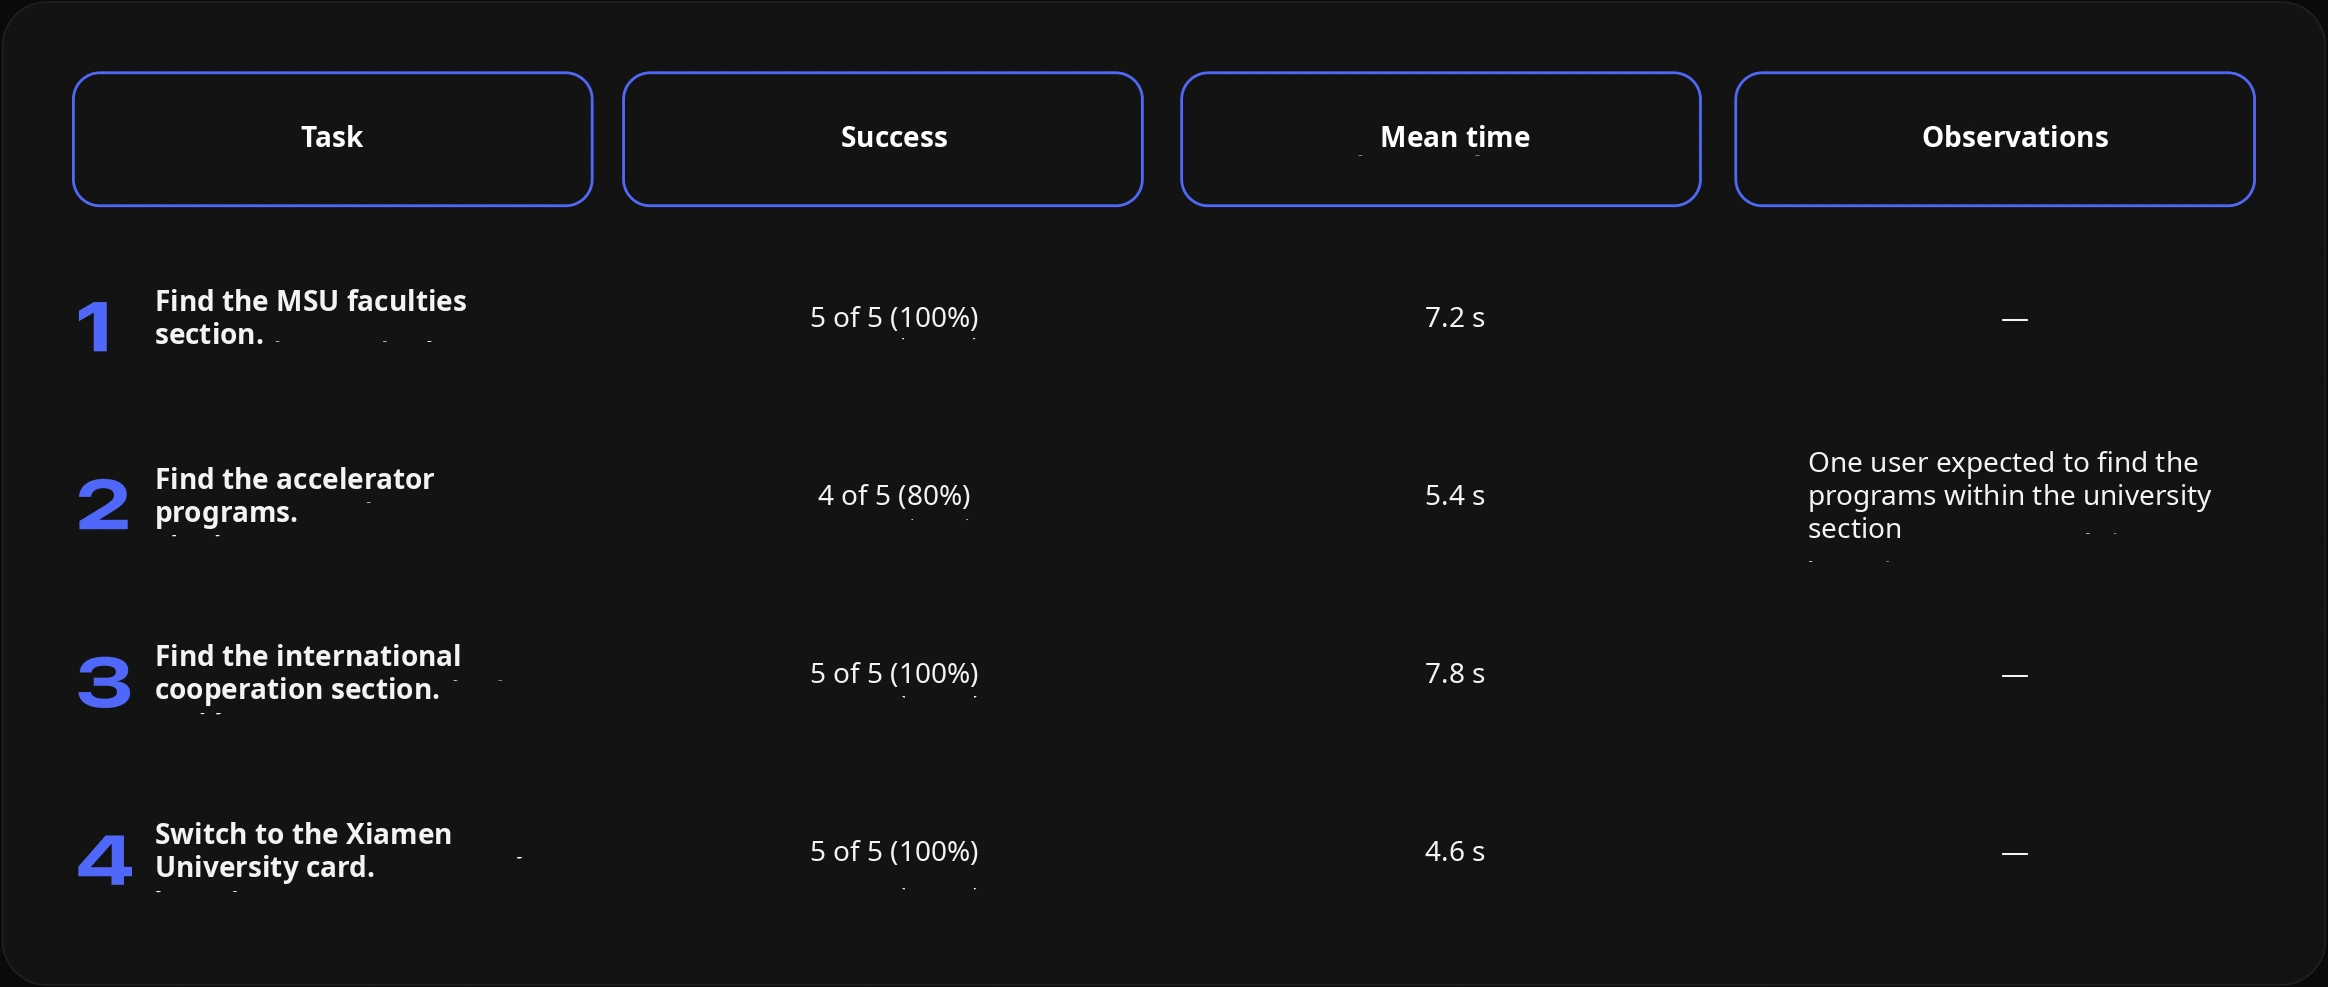 Task
Success
Mean time
Observations
1
Find the MSU faculties
section.
5 of 5 (100%)
7.2 s
—
2
Find the accelerator
programs.
4 of 5 (80%)
5.4 s
One user expected to find the
programs within the university
section
3
Find the international
cooperation section.
5 of 5 (100%)
7.8 s
—
4
Switch to the Xiamen
University card.
5 of 5 (100%)
4.6 s
—